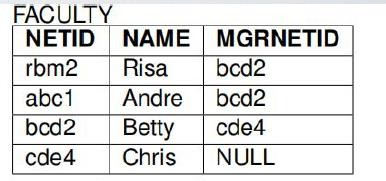 FACULTY
NETID NAME MGRNETID
rbm2 Risa bcd2
abc1 Andre bcd2
bcd2 Betty cde4
cde4 Chris NULL